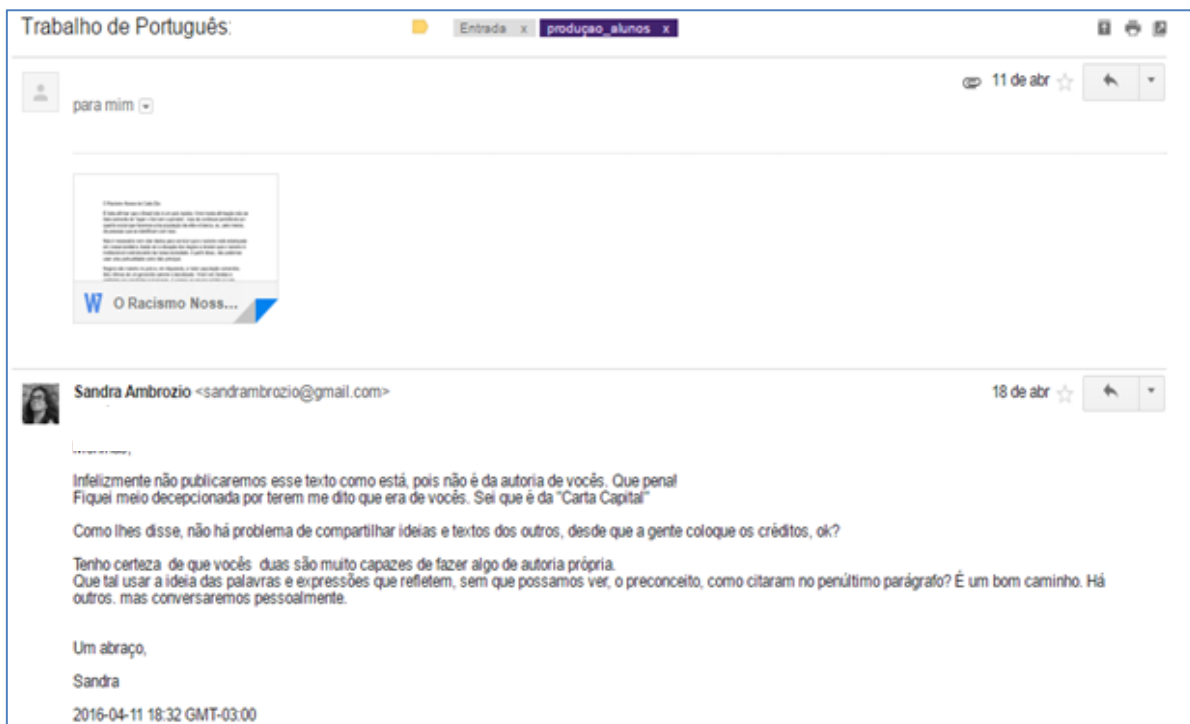 Trabalho de Português:
Entrada x produçao_alunos x
11 de abr
para mim
W O Racismo Noss...
Sandra Ambrozio <sandrambrozio@gmail.com>
18 de abr
Infelizmente não publicaremos esse texto como está, pois não é da autoria de vocês. Que pena!
Fiquei meio decepcionada por terem me dito que era de vocês. Sei que é da "Carta Capital"
Como lhes disse, não há problema de compartilhar ideias e textos dos outros, desde que a gente coloque os créditos, ok?
Tenho certeza de que vocês duas são muito capazes de fazer algo de autoria própria.
Que tal usar a ideia das palavras e expressões que refletem, sem que possamos ver, o preconceito, como citaram no penúltimo parágrafo? É um bom caminho. Há
outros. mas conversaremos pessoalmente.
Um abraço,
Sandra
2016-04-11 18:32 GMT-03:00